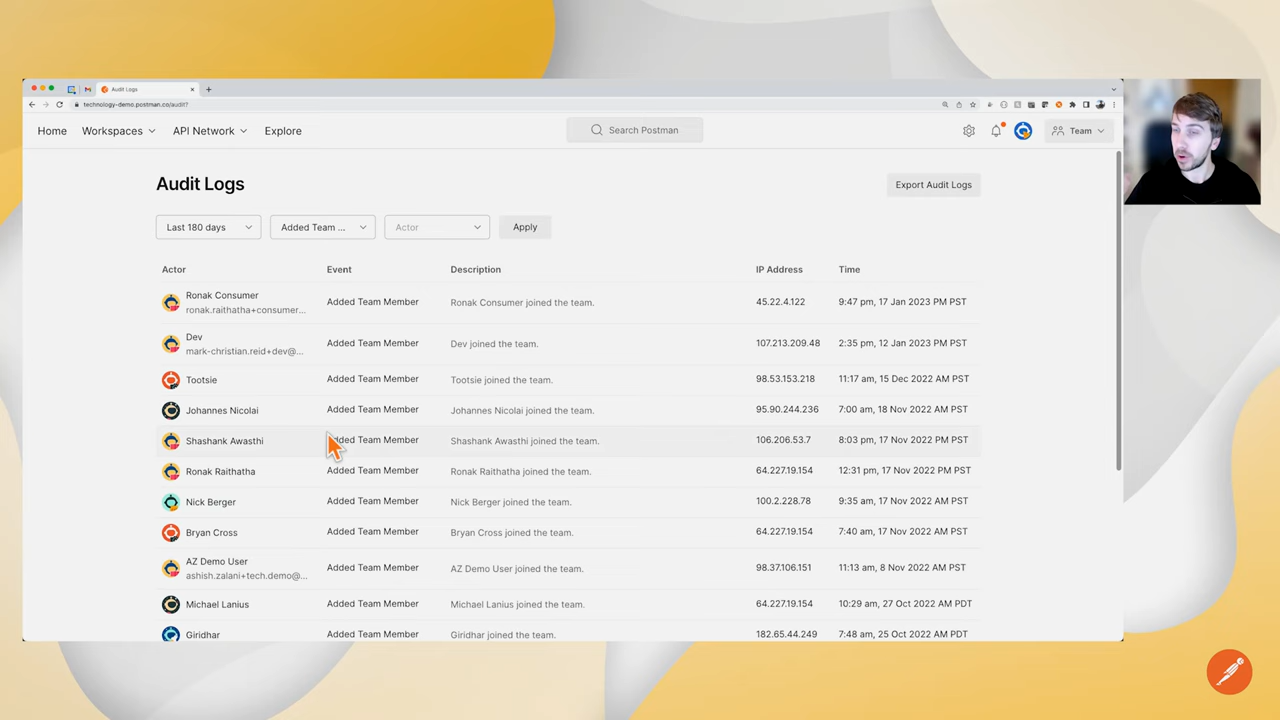 Audit Logs
technology-demo.postman.co/audit?
Home Workspaces API Network Explore Search Postman Team
Audit Logs Export Audit Logs
Last 180 days Added Team ... Actor Apply
Actor Event Description IP Address Time
Ronak Consumer
ronak.raithatha+consumer... Added Team Member Ronak Consumer joined the team. 45.22.4.122 9:47 pm, 17 Jan 2023 PM PST
Dev
mark-christian.reid+dev@... Added Team Member Dev joined the team. 107.213.209.48 2:35 pm, 12 Jan 2023 PM PST
Tootsie Added Team Member Tootsie joined the team. 98.53.153.218 11:17 am, 15 Dec 2022 AM PST
Johannes Nicolai Added Team Member Johannes Nicolai joined the team. 95.90.244.236 7:00 am, 18 Nov 2022 AM PST
Shashank Awasthi Added Team Member Shashank Awasthi joined the team. 106.206.53.7 8:03 pm, 17 Nov 2022 PM PST
Ronak Raithatha Added Team Member Ronak Raithatha joined the team. 64.227.19.154 12:31 pm, 17 Nov 2022 PM PST
Nick Berger Added Team Member Nick Berger joined the team. 100.2.228.78 9:35 am, 17 Nov 2022 AM PST
Bryan Cross Added Team Member Bryan Cross joined the team. 64.227.19.154 7:40 am, 17 Nov 2022 AM PST
AZ Demo User
ashish.zalani+tech.demo@... Added Team Member AZ Demo User joined the team. 98.37.106.151 11:13 am, 8 Nov 2022 AM PST
Michael Lanius Added Team Member Michael Lanius joined the team. 64.227.19.154 10:29 am, 27 Oct 2022 AM PDT
Giridhar Added Team Member Giridhar joined the team. 182.65.44.249 7:48 am, 25 Oct 2022 AM PDT